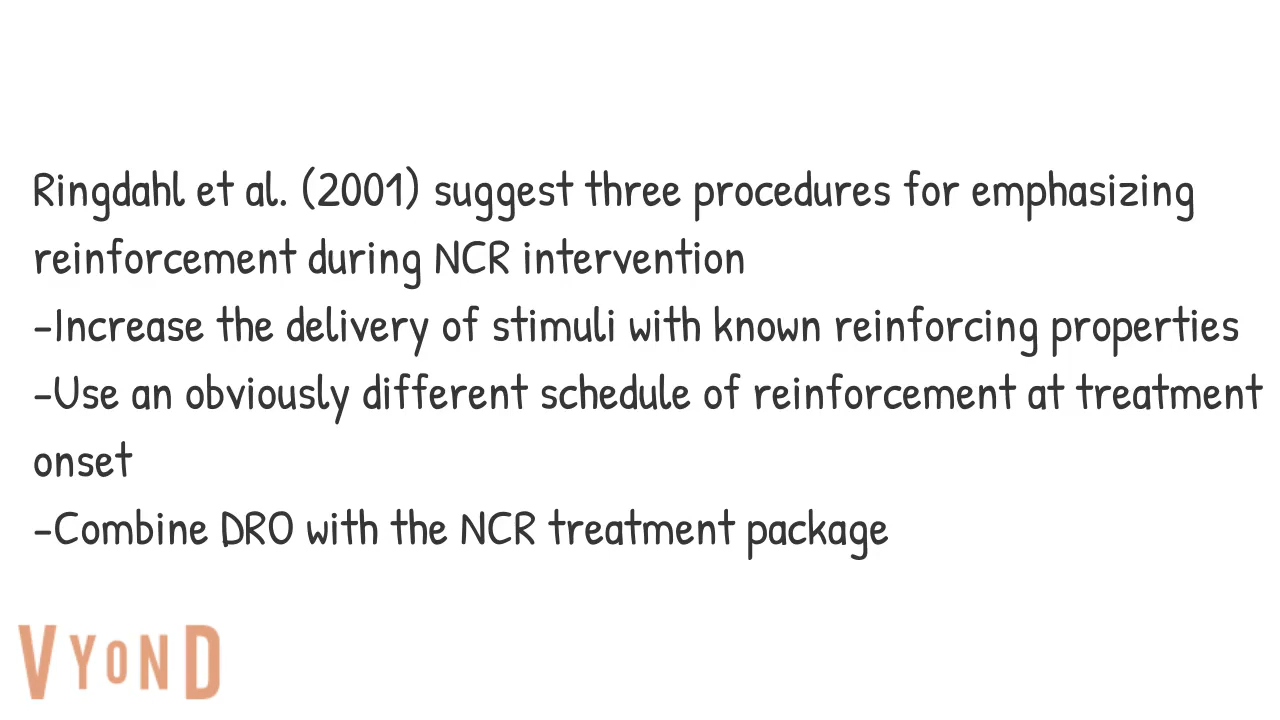 Ringdahl et al. (2001) suggest three procedures for emphasizing
reinforcement during NCR intervention
-Increase the delivery of stimuli with known reinforcing properties
-Use an obviously different schedule of reinforcement at treatment
onset
-Combine DRO with the NCR treatment package
VYOND